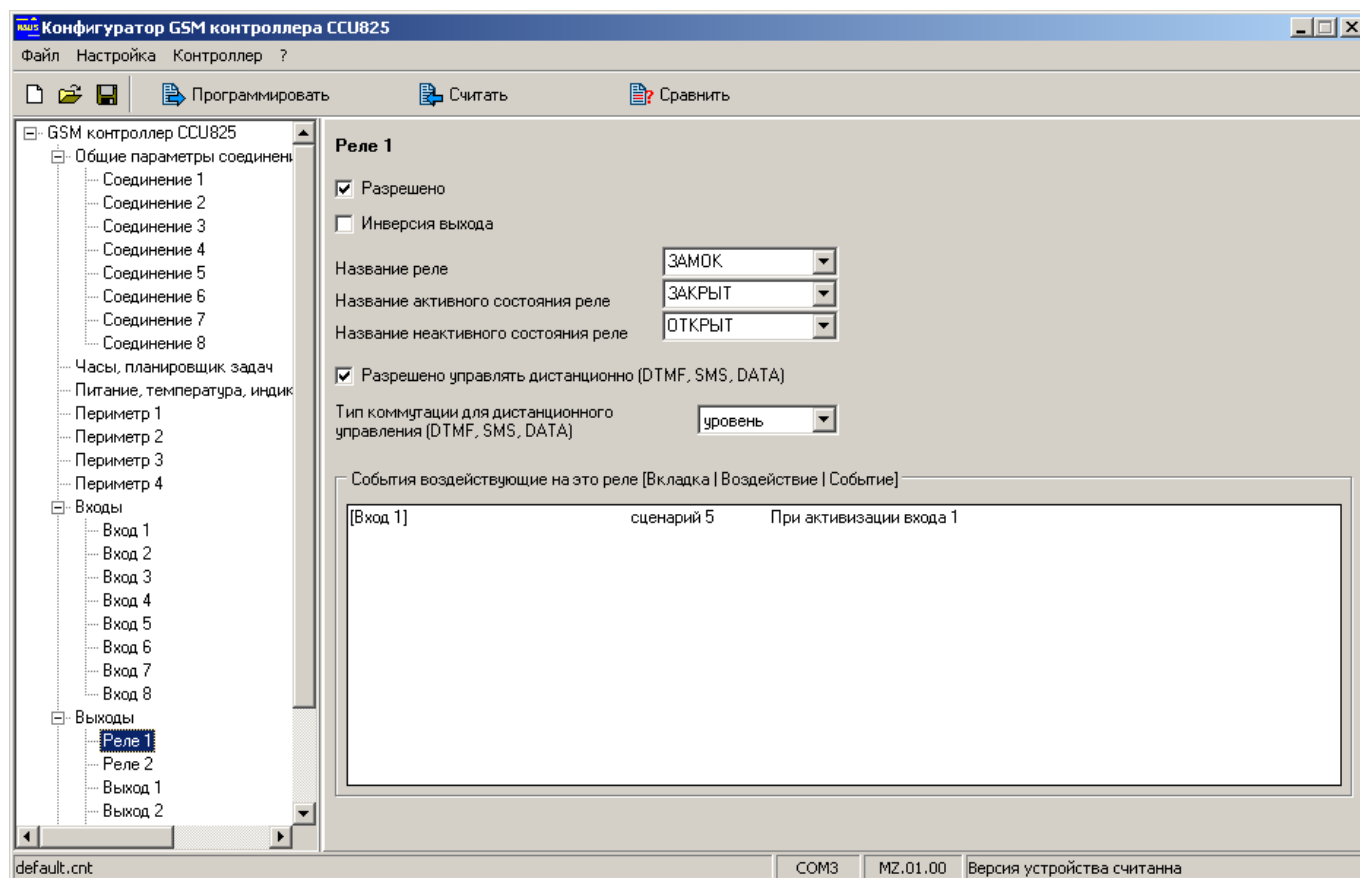 Конфигуратор GSM контроллера CCU825
Файл Настройка Контроллер ?
Программировать Считать Сравнить
GSM контроллер CCU825
Общие параметры соединени
Соединение 1
Соединение 2
Соединение 3
Соединение 4
Соединение 5
Соединение 6
Соединение 7
Соединение 8
Часы, планировщик задач
Питание, температура, индик
Периметр 1
Периметр 2
Периметр 3
Периметр 4
Входы
Вход 1
Вход 2
Вход 3
Вход 4
Вход 5
Вход 6
Вход 7
Вход 8
Выходы
Реле 1
Реле 2
Выход 1
Выход 2
Реле 1
Разрешено
Инверсия выхода
Название реле ЗАМОК
Название активного состояния реле ЗАКРЫТ
Название неактивного состояния реле ОТКРЫТ
Разрешено управлять дистанционно (DTMF, SMS, DATA)
Тип коммутации для дистанционного
управления (DTMF, SMS, DATA) уровень
События воздействующие на это реле [Вкладка | Воздействие | Событие]
[Вход 1] сценарий 5 При активизации входа 1
default.cnt COM3 MZ.01.00 Версия устройства считанна